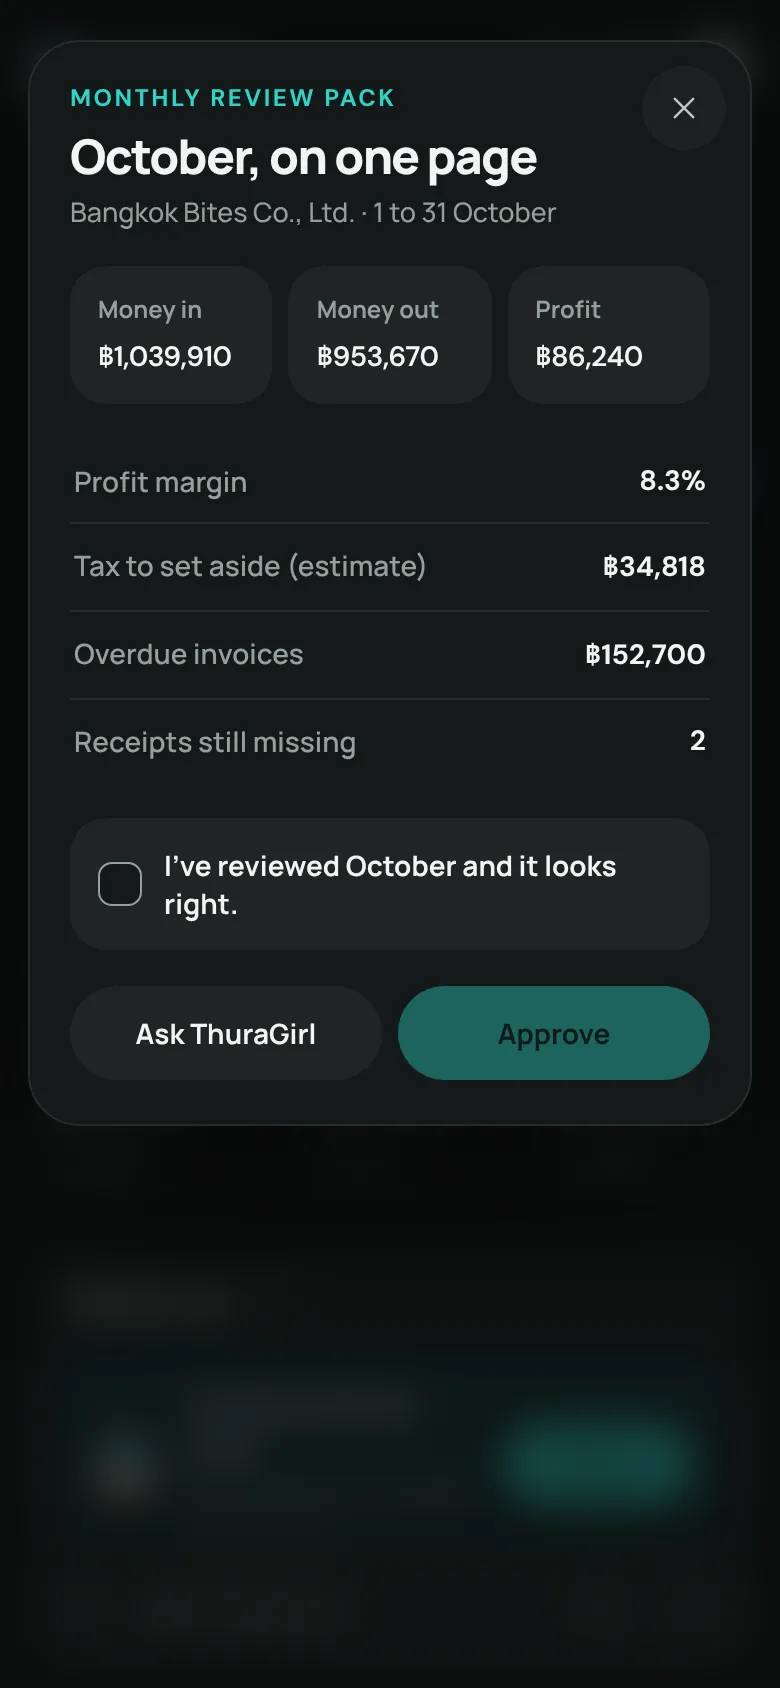 MONTHLY REVIEW PACK
October, on one page
Bangkok Bites Co., Ltd. · 1 to 31 October
Money in
฿1,039,910
Money out
฿953,670
Profit
฿86,240
Profit margin
8.3%
Tax to set aside (estimate)
฿34,818
Overdue invoices
฿152,700
Receipts still missing
2
I’ve reviewed October and it looks
right.
Ask ThuraGirl
Approve